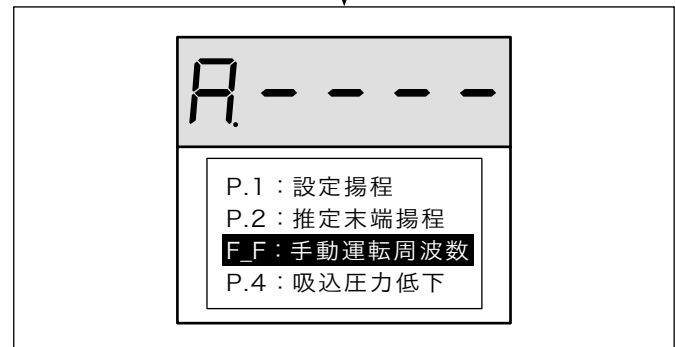 A.----
P.1：設定揚程
P.2：推定末端揚程
F_F：手動運転周波数
P.4：吸込圧力低下